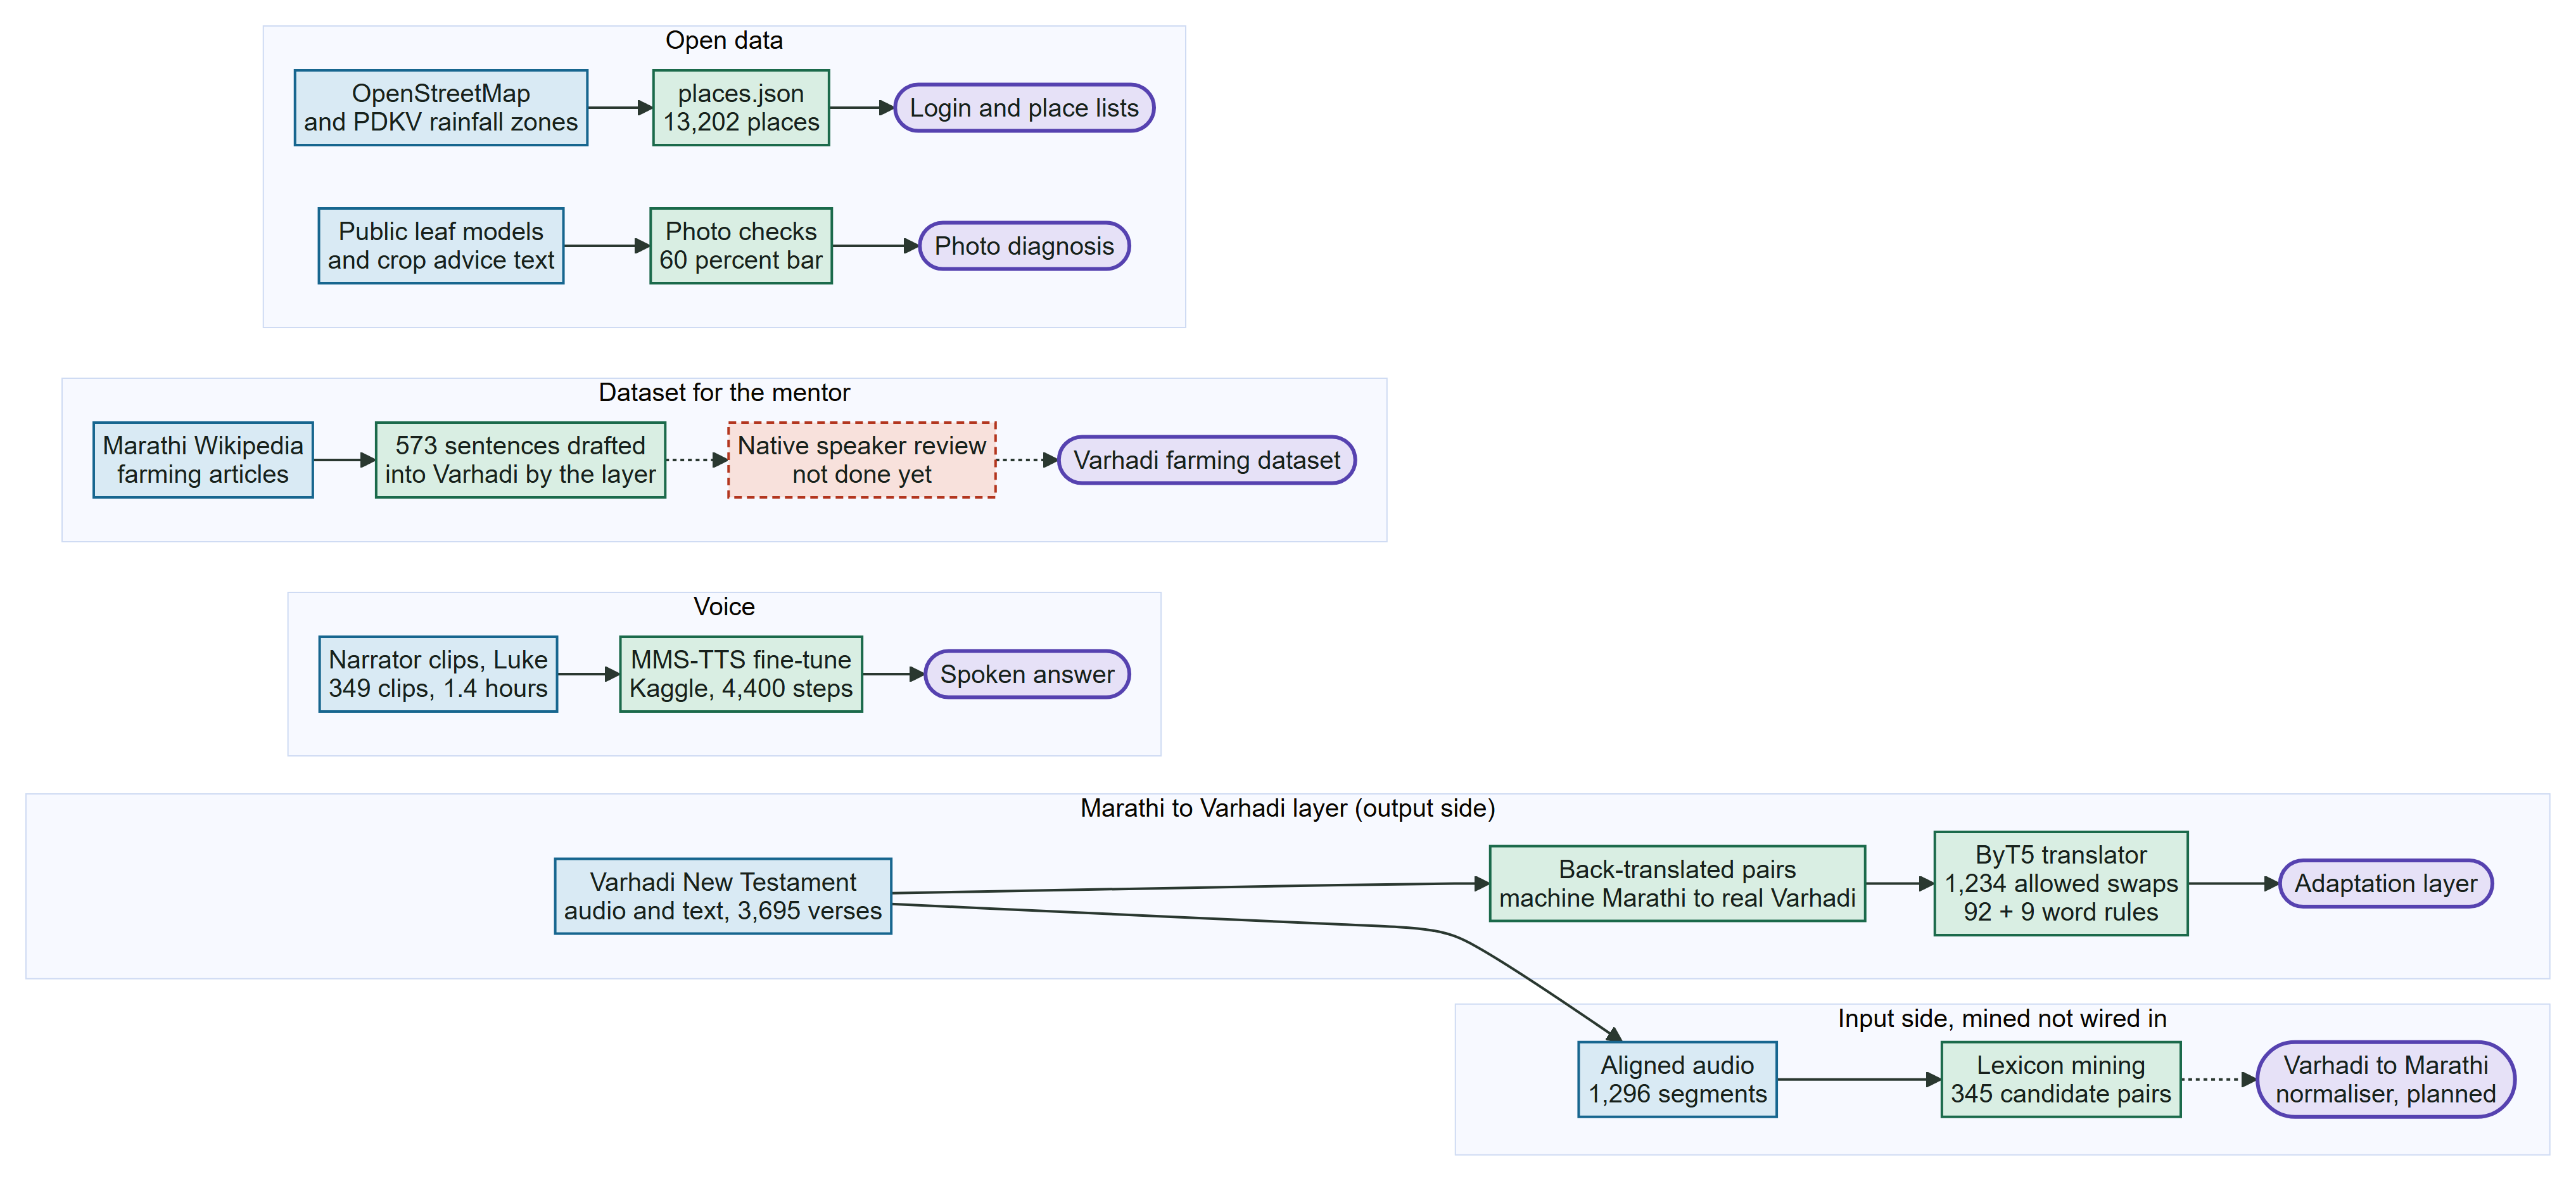 Open data
OpenStreetMap
and PDKV rainfall zones
places.json
13,202 places
Login and place lists
Public leaf models
and crop advice text
Photo checks
60 percent bar
Photo diagnosis
Dataset for the mentor
Marathi Wikipedia
farming articles
573 sentences drafted
into Varhadi by the layer
Native speaker review
not done yet
Varhadi farming dataset
Voice
Narrator clips, Luke
349 clips, 1.4 hours
MMS-TTS fine-tune
Kaggle, 4,400 steps
Spoken answer
Marathi to Varhadi layer (output side)
Varhadi New Testament
audio and text, 3,695 verses
Back-translated pairs
machine Marathi to real Varhadi
ByT5 translator
1,234 allowed swaps
92 + 9 word rules
Adaptation layer
Input side, mined not wired in
Aligned audio
1,296 segments
Lexicon mining
345 candidate pairs
Varhadi to Marathi
normaliser, planned